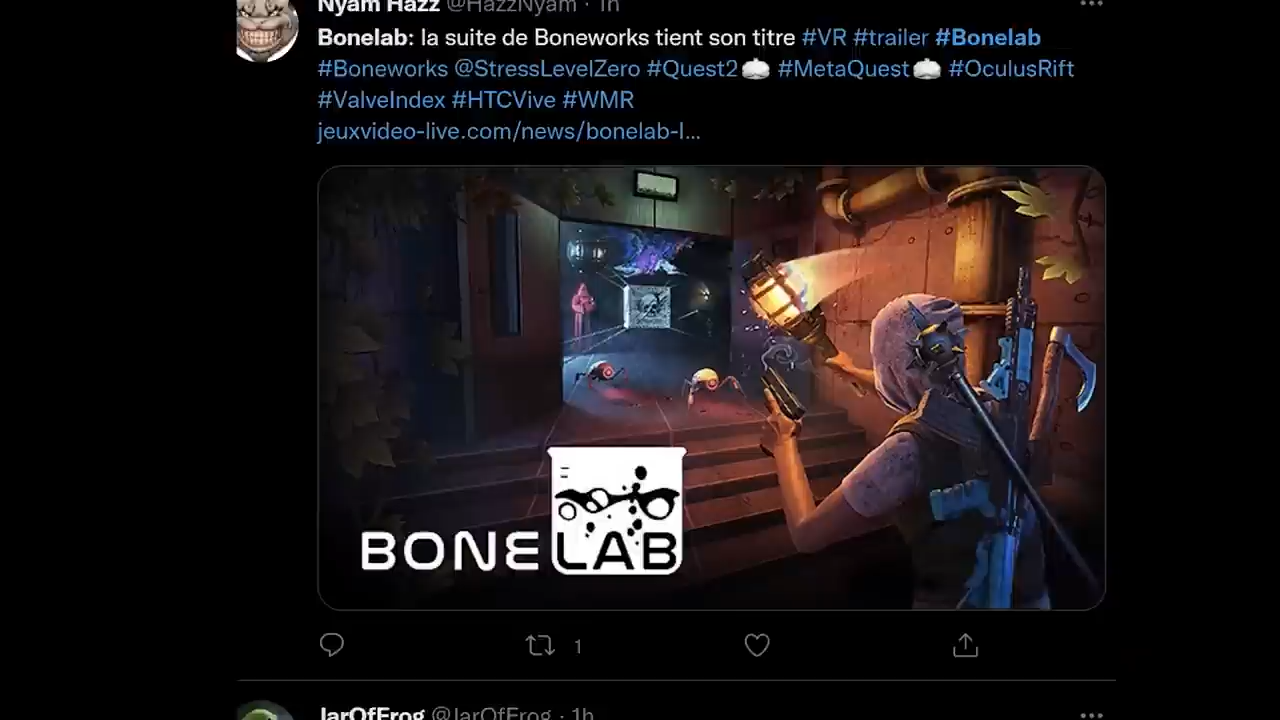 Nyam Hazz @HazzNyam · 1h
Bonelab: la suite de Boneworks tient son titre #VR #trailer #Bonelab
#Boneworks @StressLevelZero #Quest2 #MetaQuest #OculusRift
#ValveIndex #HTCVive #WMR
jeuxvideo-live.com/news/bonelab-l…
BONELAB
1
JarOfFrog @JarOfFrog · 1h